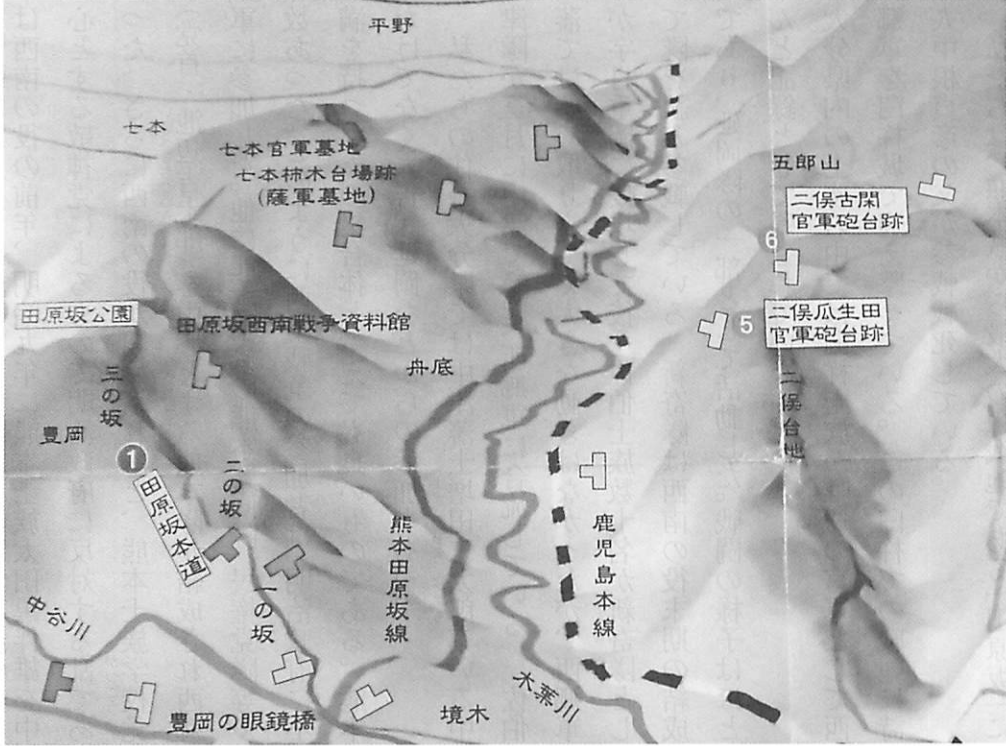 平野
七本
七本官軍墓地
七本柿木台場跡
(薩軍墓地)
五郎山
二俣古閑
官軍砲台跡
6
田原坂公園
田原坂西南戦争資料館
5
二俣瓜生田
官軍砲台跡
三の坂
舟底
二俣台地
豊岡
1
田原坂本道
二の坂
熊本田原坂線
鹿児島本線
一の坂
中谷川
木葉川
豊岡の眼鏡橋
境木